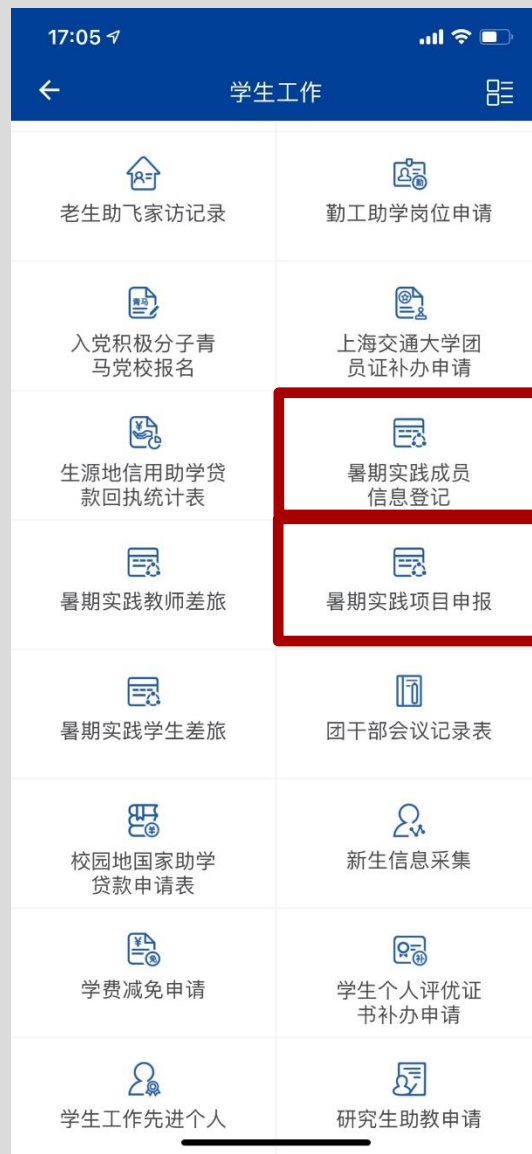 17:05
学生工作
老生助飞家访记录
勤工助学岗位申请
入党积极分子青
马党校报名
上海交通大学团
员证补办申请
生源地信用助学贷
款回执统计表
暑期实践成员
信息登记
暑期实践教师差旅
暑期实践项目申报
暑期实践学生差旅
团干部会议记录表
校园地国家助学
贷款申请表
新生信息采集
学费减免申请
学生个人评优证
书补办申请
学生工作先进个人
研究生助教申请